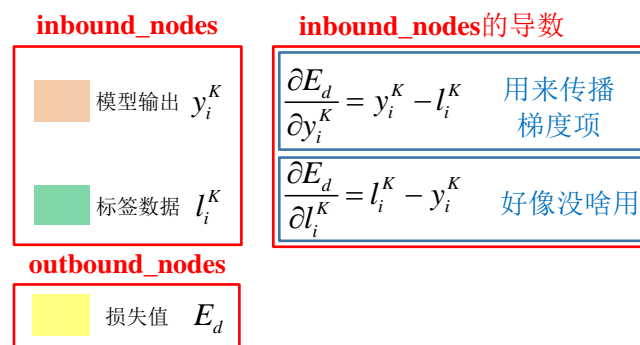 inbound_nodes
模型输出 y_i^K
标签数据 l_i^K
outbound_nodes
损失值 E_d
inbound_nodes的导数
∂E_d/∂y_i^K = y_i^K − l_i^K
用来传播
梯度项
∂E_d/∂l_i^K = l_i^K − y_i^K
好像没啥用